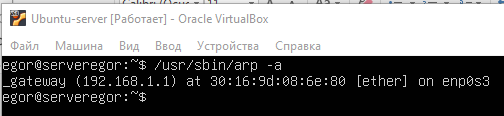 Ubuntu-server [Работает] - Oracle VirtualBox
Файл Машина Вид Ввод Устройства Справка
egor@serveregor:~$ /usr/sbin/arp -a
_gateway (192.168.1.1) at 30:16:9d:08:6e:80 [ether] on enp0s3
egor@serveregor:~$